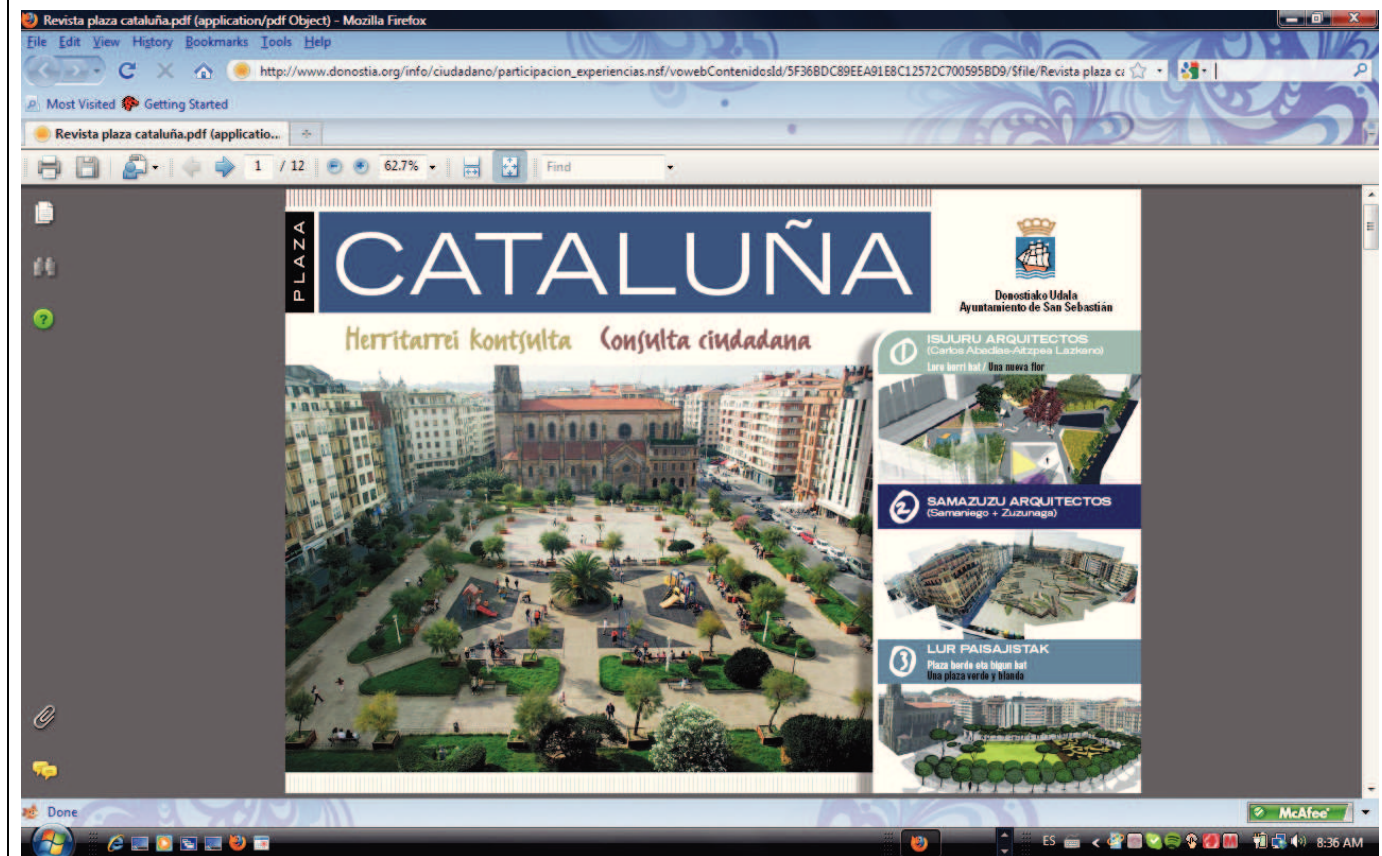 Revista plaza cataluña.pdf (application/pdf Object) - Mozilla Firefox
File Edit View History Bookmarks Tools Help
http://www.donostia.org/info/ciudadano/participacion_experiencias.nsf/vowebContenidosId/5F36BDC89EEA91E8C12572C700595BD9/$file/Revista plaza ca
Most Visited Getting Started
Revista plaza cataluña.pdf (applicatio...
1 / 12 62.7% Find
PLAZA
CATALUÑA
Donostiako Udala
Ayuntamiento de San Sebastián
Herritarrei kontsulta Consulta ciudadana
1 ISUURU ARQUITECTOS
(Carlos Abadías-Aitzpea Lazkano)
Lore berri bat / Una nueva flor
2 SAMAZUZU ARQUITECTOS
(Samaniego + Zuzunaga)
3 LUR PAISAJISTAK
Plaza berde eta bigun bat
Una plaza verde y blanda
Done
McAfee
ES
8:36 AM